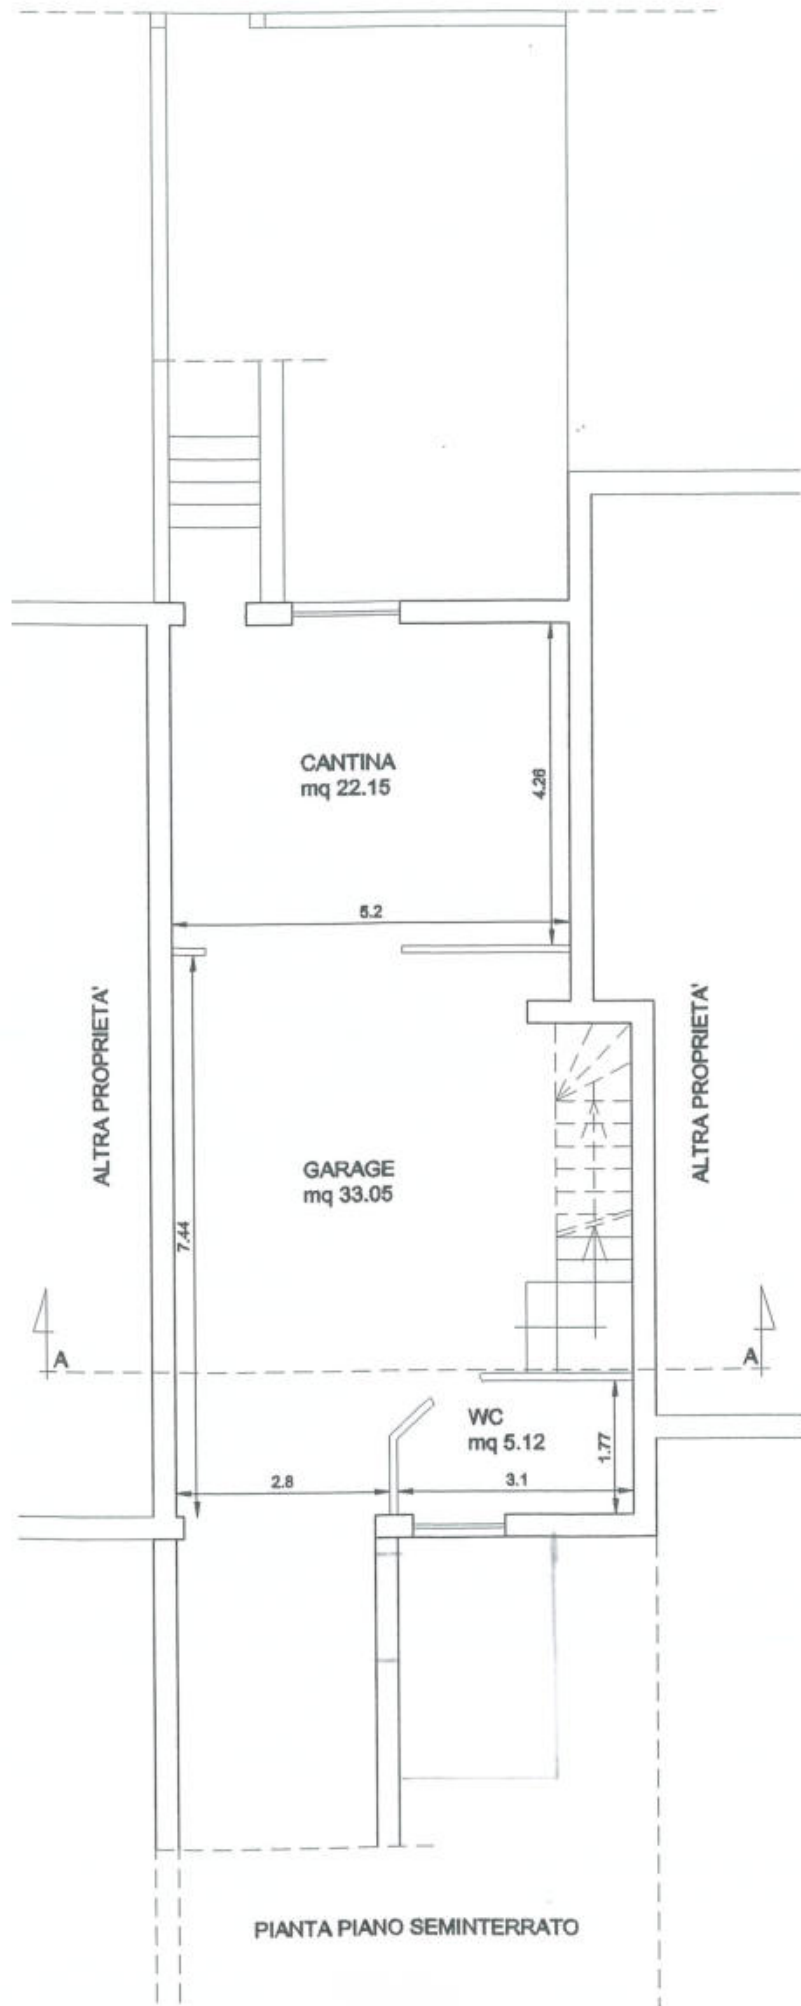 CANTINA
mq 22.15
4.26
5.2
ALTRA PROPRIETA'
ALTRA PROPRIETA'
GARAGE
mq 33.05
7.44
A
A
WC
mq 5.12
1.77
2.8
3.1
PIANTA PIANO SEMINTERRATO